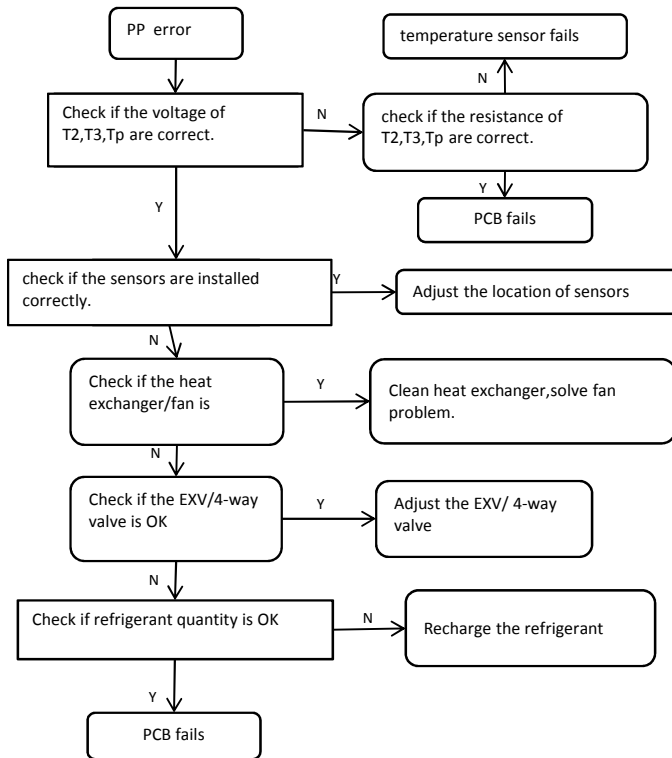 PP error
temperature sensor fails
N
Check if the voltage of
T2,T3,Tp are correct.
N
check if the resistance of
T2,T3,Tp are correct.
Y
Y
PCB fails
check if the sensors are installed
correctly.
Y
Adjust the location of sensors
N
Check if the heat
exchanger/fan is
Y
Clean heat exchanger,solve fan
problem.
N
Check if the EXV/4-way
valve is OK
Y
Adjust the EXV/ 4-way
valve
N
Check if refrigerant quantity is OK
N
Recharge the refrigerant
Y
PCB fails